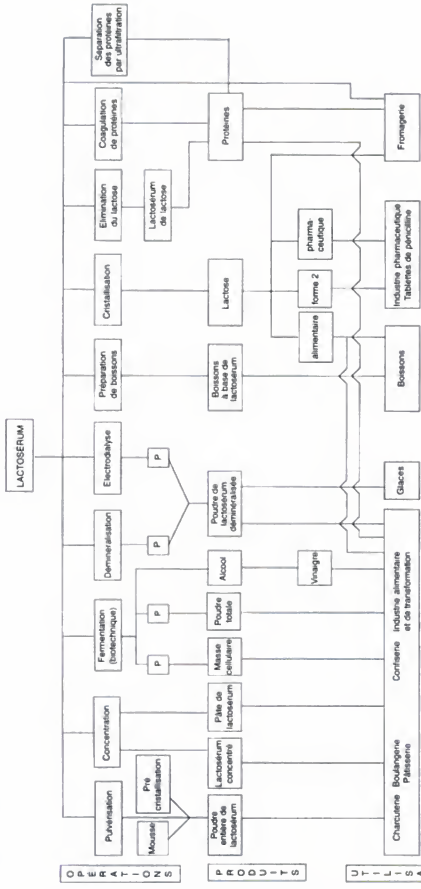 LACTOSERUM
OPERATIONS
Pulvérisation
Concentration
Fermentation
(biotechnique)
Démineralisation
Electrodialyse
Préparation
de boissons
Cristallisation
Elimination
du lactose
Coagulation
de protéines
Séparation
des protéines
par ultrafiltration
Mousse
Pré
cristallisation
P
P
P
P
Lactosérum
de lactose
PRODUITS
Poudre
entière de
lactosérum
Lactosérum
concentré
Pâte de
lactosérum
Masse
cellulaire
Poudre
totale
Alcool
Poudre de
lactosérum
déminéralisée
Boissons
à base de
lactosérum
Lactose
Protéines
Vinaigre
alimentaire
forme 2
pharma-
ceutique
UTILISA
Charcuterie
Boulangerie
Pâtisserie
Confiserie
Industrie alimentaire
et de transformation
Glaces
Boissons
Industrie pharmaceutique
Tablettes de pénicilline
Fromagerie